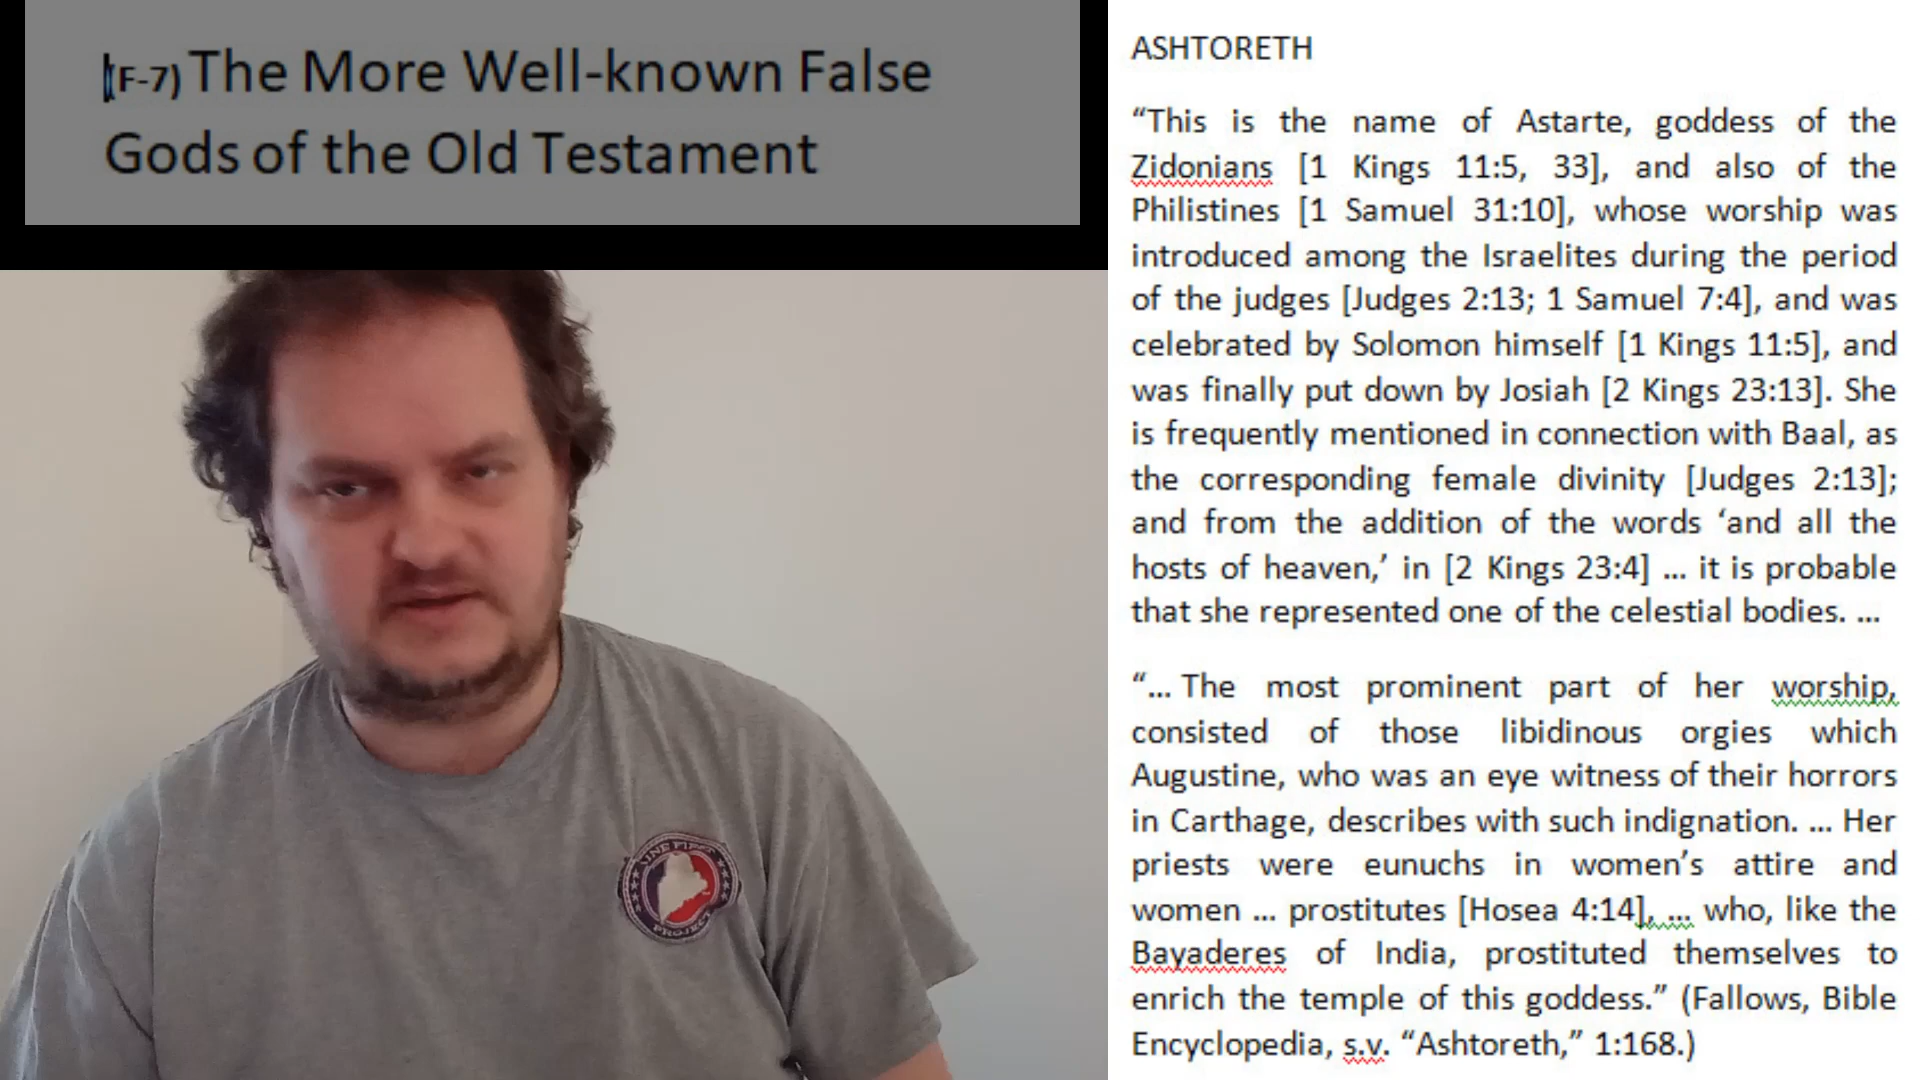 (F-7) The More Well-known False
Gods of the Old Testament
ASHTORETH
“This is the name of Astarte, goddess of the
Zidonians [1 Kings 11:5, 33], and also of the
Philistines [1 Samuel 31:10], whose worship was
introduced among the Israelites during the period
of the judges [Judges 2:13; 1 Samuel 7:4], and was
celebrated by Solomon himself [1 Kings 11:5], and
was finally put down by Josiah [2 Kings 23:13]. She
is frequently mentioned in connection with Baal, as
the corresponding female divinity [Judges 2:13];
and from the addition of the words ‘and all the
hosts of heaven,’ in [2 Kings 23:4] … it is probable
that she represented one of the celestial bodies. …
“… The most prominent part of her worship,
consisted of those libidinous orgies which
Augustine, who was an eye witness of their horrors
in Carthage, describes with such indignation. … Her
priests were eunuchs in women’s attire and
women … prostitutes [Hosea 4:14], … who, like the
Bayaderes of India, prostituted themselves to
enrich the temple of this goddess.” (Fallows, Bible
Encyclopedia, s.v. “Ashtoreth,” 1:168.)
FIRST
PROJECT